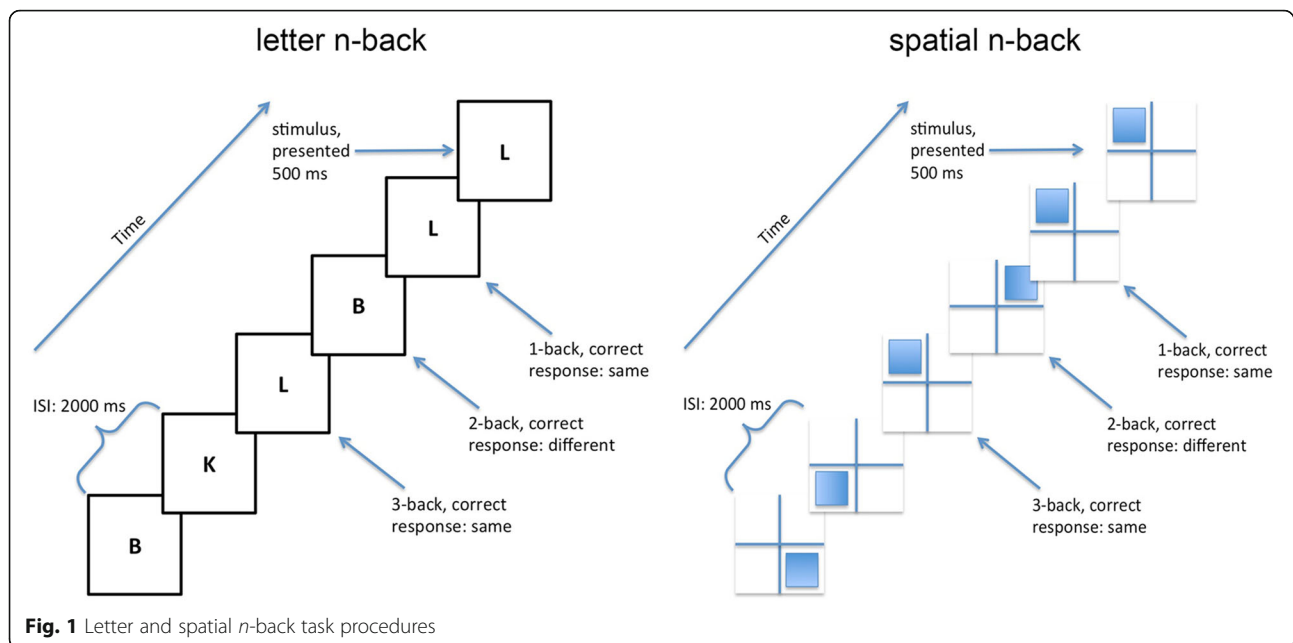 letter n-back
stimulus,
presented
500 ms
Time
L
L
B
L
K
B
1-back, correct
response: same
2-back, correct
response: different
3-back, correct
response: same
ISI: 2000 ms
spatial n-back
stimulus,
presented
500 ms
Time
1-back, correct
response: same
2-back, correct
response: different
3-back, correct
response: same
ISI: 2000 ms
Fig. 1 Letter and spatial n-back task procedures